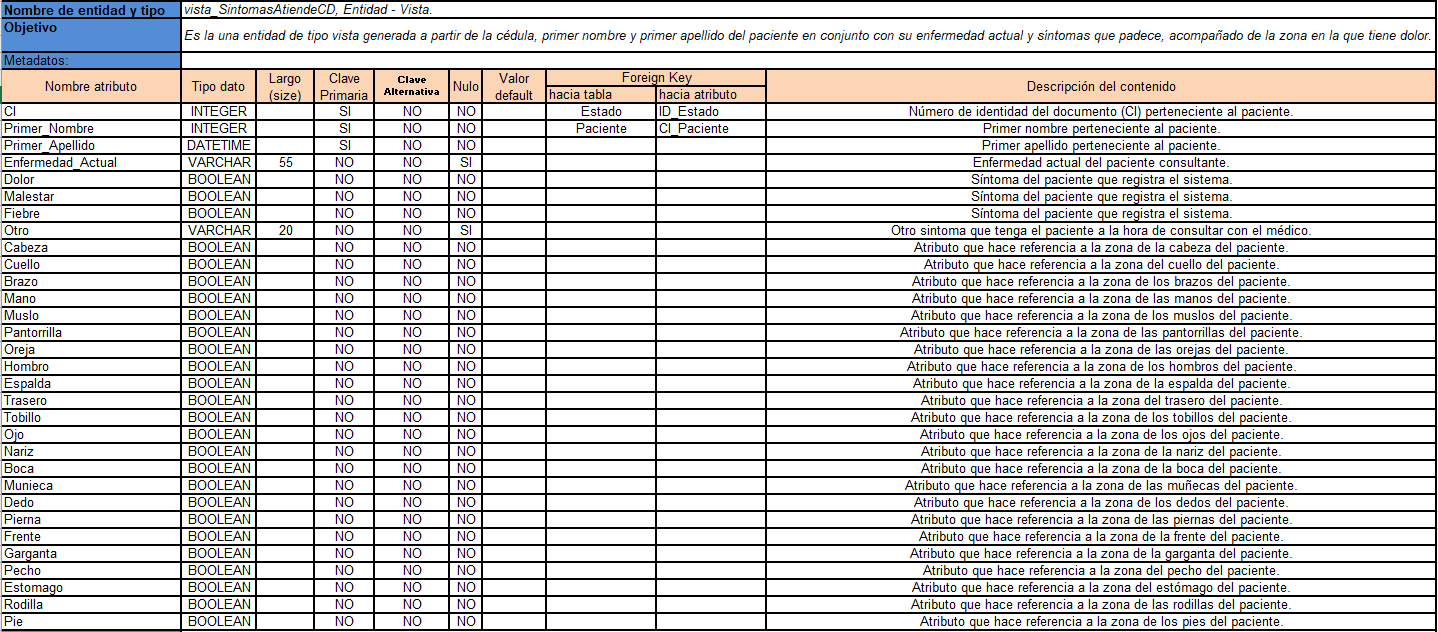 Nombre de entidad y tipo vista_SintomasAtiendeCD, Entidad - Vista.
Objetivo Es la una entidad de tipo vista generada a partir de la cédula, primer nombre y primer apellido del paciente en conjunto con su enfermedad actual y síntomas que padece, acompañado de la zona en la que tiene dolor.
Metadatos:
Nombre atributo Tipo dato Largo (size) Clave Primaria Clave Alternativa Nulo Valor default Foreign Key Descripción del contenido
hacia tabla hacia atributo
CI INTEGER SI NO NO Estado ID_Estado Número de identidad del documento (CI) perteneciente al paciente.
Primer_Nombre INTEGER SI NO NO Paciente CI_Paciente Primer nombre perteneciente al paciente.
Primer_Apellido DATETIME SI NO NO Primer apellido perteneciente al paciente.
Enfermedad_Actual VARCHAR 55 NO NO SI Enfermedad actual del paciente consultante.
Dolor BOOLEAN NO NO NO Síntoma del paciente que registra el sistema.
Malestar BOOLEAN NO NO NO Síntoma del paciente que registra el sistema.
Fiebre BOOLEAN NO NO NO Síntoma del paciente que registra el sistema.
Otro VARCHAR 20 NO NO SI Otro sintoma que tenga el paciente a la hora de consultar con el médico.
Cabeza BOOLEAN NO NO NO Atributo que hace referencia a la zona de la cabeza del paciente.
Cuello BOOLEAN NO NO NO Atributo que hace referencia a la zona del cuello del paciente.
Brazo BOOLEAN NO NO NO Atributo que hace referencia a la zona de los brazos del paciente.
Mano BOOLEAN NO NO NO Atributo que hace referencia a la zona de las manos del paciente.
Muslo BOOLEAN NO NO NO Atributo que hace referencia a la zona de los muslos del paciente.
Pantorrilla BOOLEAN NO NO NO Atributo que hace referencia a la zona de las pantorrillas del paciente.
Oreja BOOLEAN NO NO NO Atributo que hace referencia a la zona de las orejas del paciente.
Hombro BOOLEAN NO NO NO Atributo que hace referencia a la zona de los hombros del paciente.
Espalda BOOLEAN NO NO NO Atributo que hace referencia a la zona de la espalda del paciente.
Trasero BOOLEAN NO NO NO Atributo que hace referencia a la zona del trasero del paciente.
Tobillo BOOLEAN NO NO NO Atributo que hace referencia a la zona de los tobillos del paciente.
Ojo BOOLEAN NO NO NO Atributo que hace referencia a la zona de los ojos del paciente.
Nariz BOOLEAN NO NO NO Atributo que hace referencia a la zona de la nariz del paciente.
Boca BOOLEAN NO NO NO Atributo que hace referencia a la zona de la boca del paciente.
Munieca BOOLEAN NO NO NO Atributo que hace referencia a la zona de las muñecas del paciente.
Dedo BOOLEAN NO NO NO Atributo que hace referencia a la zona de los dedos del paciente.
Pierna BOOLEAN NO NO NO Atributo que hace referencia a la zona de las piernas del paciente.
Frente BOOLEAN NO NO NO Atributo que hace referencia a la zona de la frente del paciente.
Garganta BOOLEAN NO NO NO Atributo que hace referencia a la zona de la garganta del paciente.
Pecho BOOLEAN NO NO NO Atributo que hace referencia a la zona del pecho del paciente.
Estomago BOOLEAN NO NO NO Atributo que hace referencia a la zona del estómago del paciente.
Rodilla BOOLEAN NO NO NO Atributo que hace referencia a la zona de las rodillas del paciente.
Pie BOOLEAN NO NO NO Atributo que hace referencia a la zona de los pies del paciente.